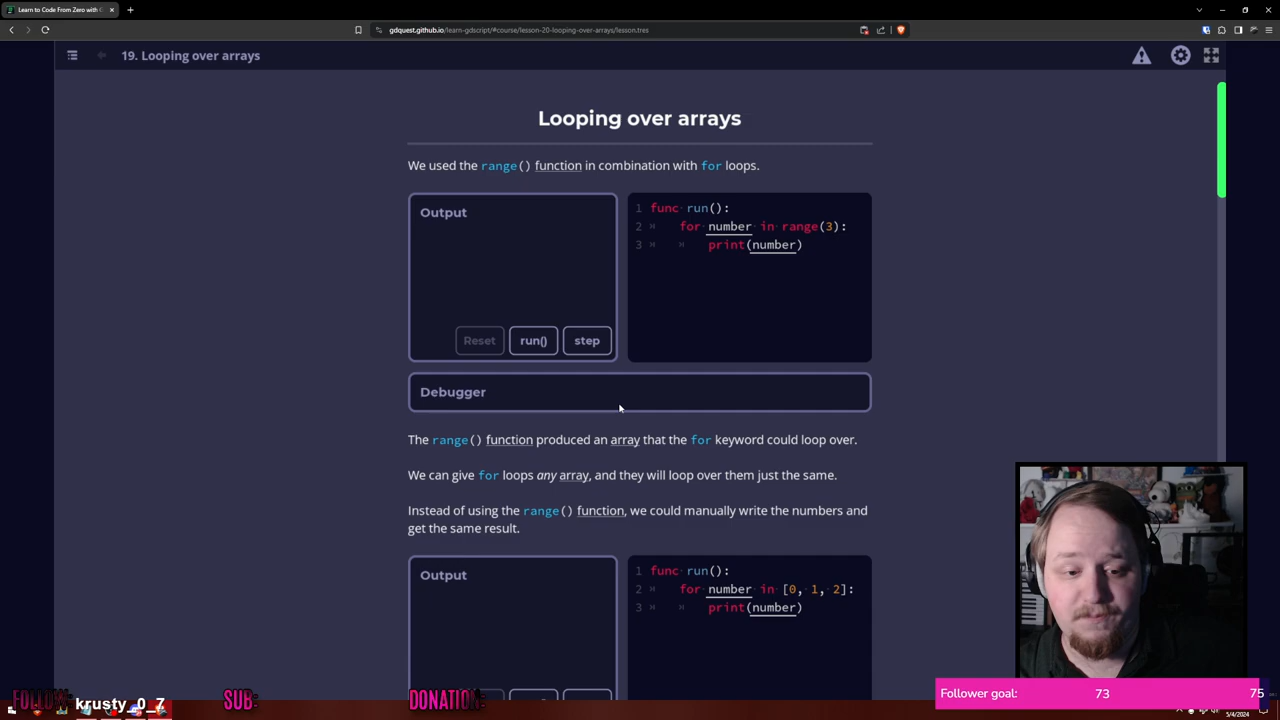 Learn to Code From Zero with
gdquest.github.io/learn-gdscript/#course/lesson-20-looping-over-arrays/lesson.tres
19. Looping over arrays
Looping over arrays
We used the range() function in combination with for loops.
Output
Reset
run()
step
1 func run():
2 for number in range(3):
3 print(number)
Debugger
The range() function produced an array that the for keyword could loop over.
We can give for loops any array, and they will loop over them just the same.
Instead of using the range() function, we could manually write the numbers and
get the same result.
Output
1 func run():
2 for number in [0, 1, 2]:
3 print(number)
FOLLOW:
krusty_0_7
SUB:
DONATION:
Follower goal:
73
75
5/4/2024